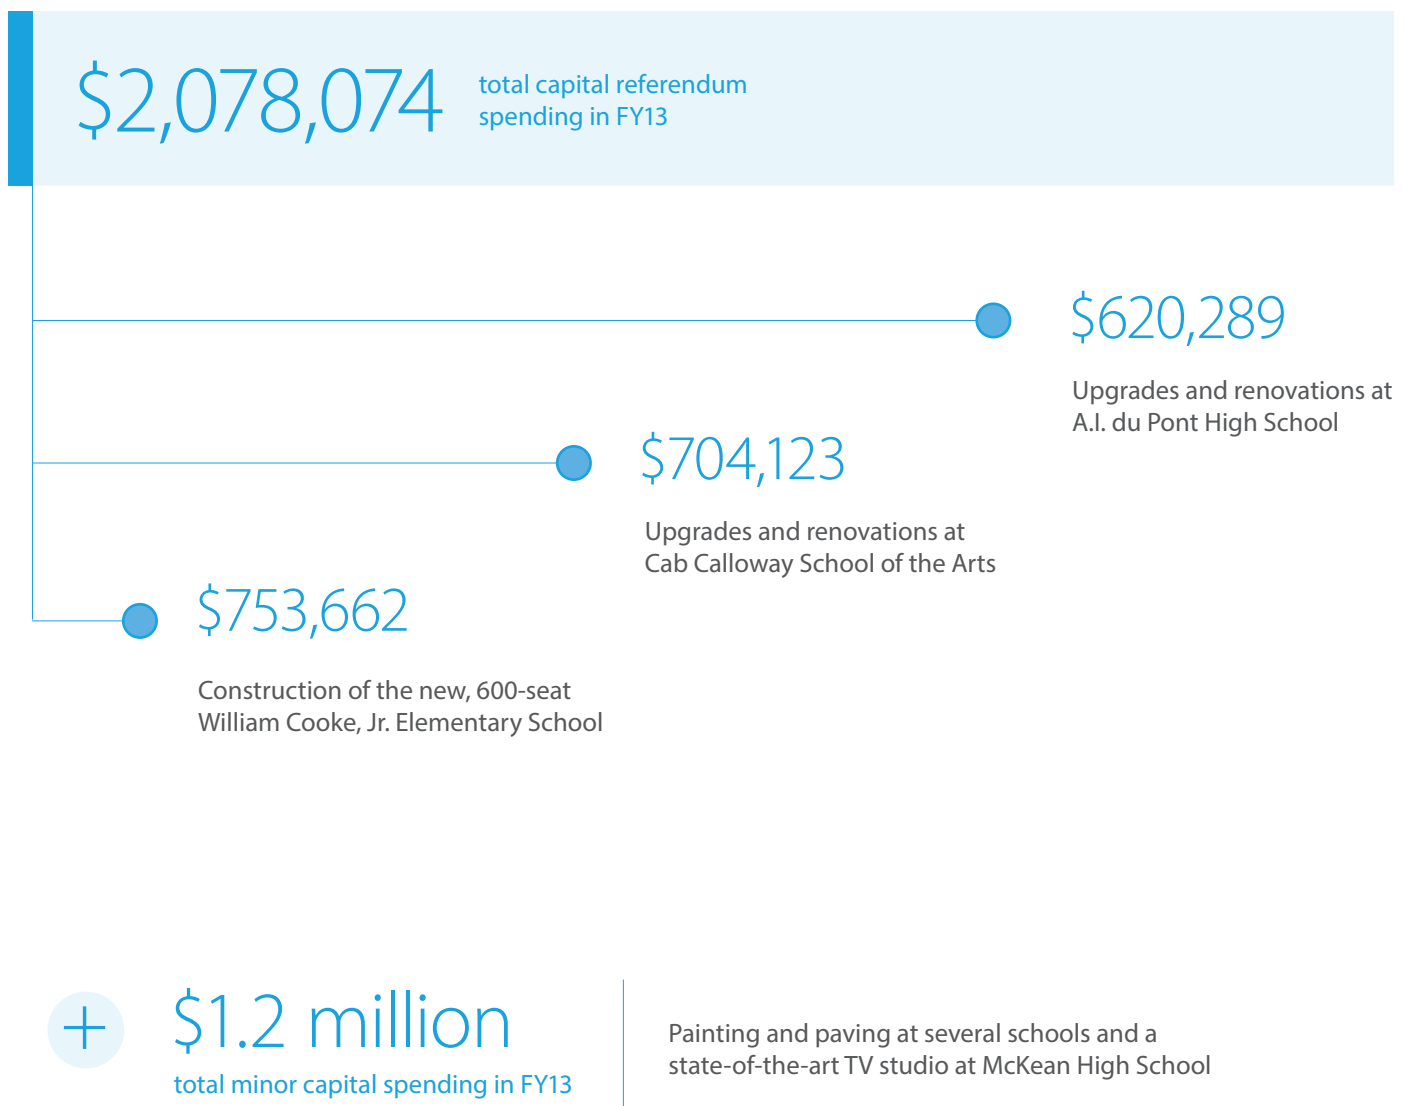 $2,078,074
total capital referendum
spending in FY13
$620,289
Upgrades and renovations at
A.I. du Pont High School
$704,123
Upgrades and renovations at
Cab Calloway School of the Arts
$753,662
Construction of the new, 600-seat
William Cooke, Jr. Elementary School
+
$1.2 million
total minor capital spending in FY13
Painting and paving at several schools and a
state-of-the-art TV studio at McKean High School